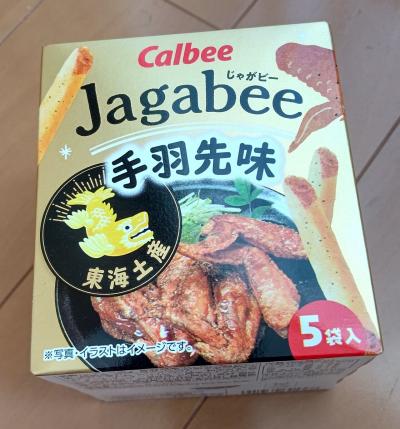 Calbee
じゃがビー
Jagabee
手羽先味
東海土産
5袋入
※写真・イラストはイメージです。